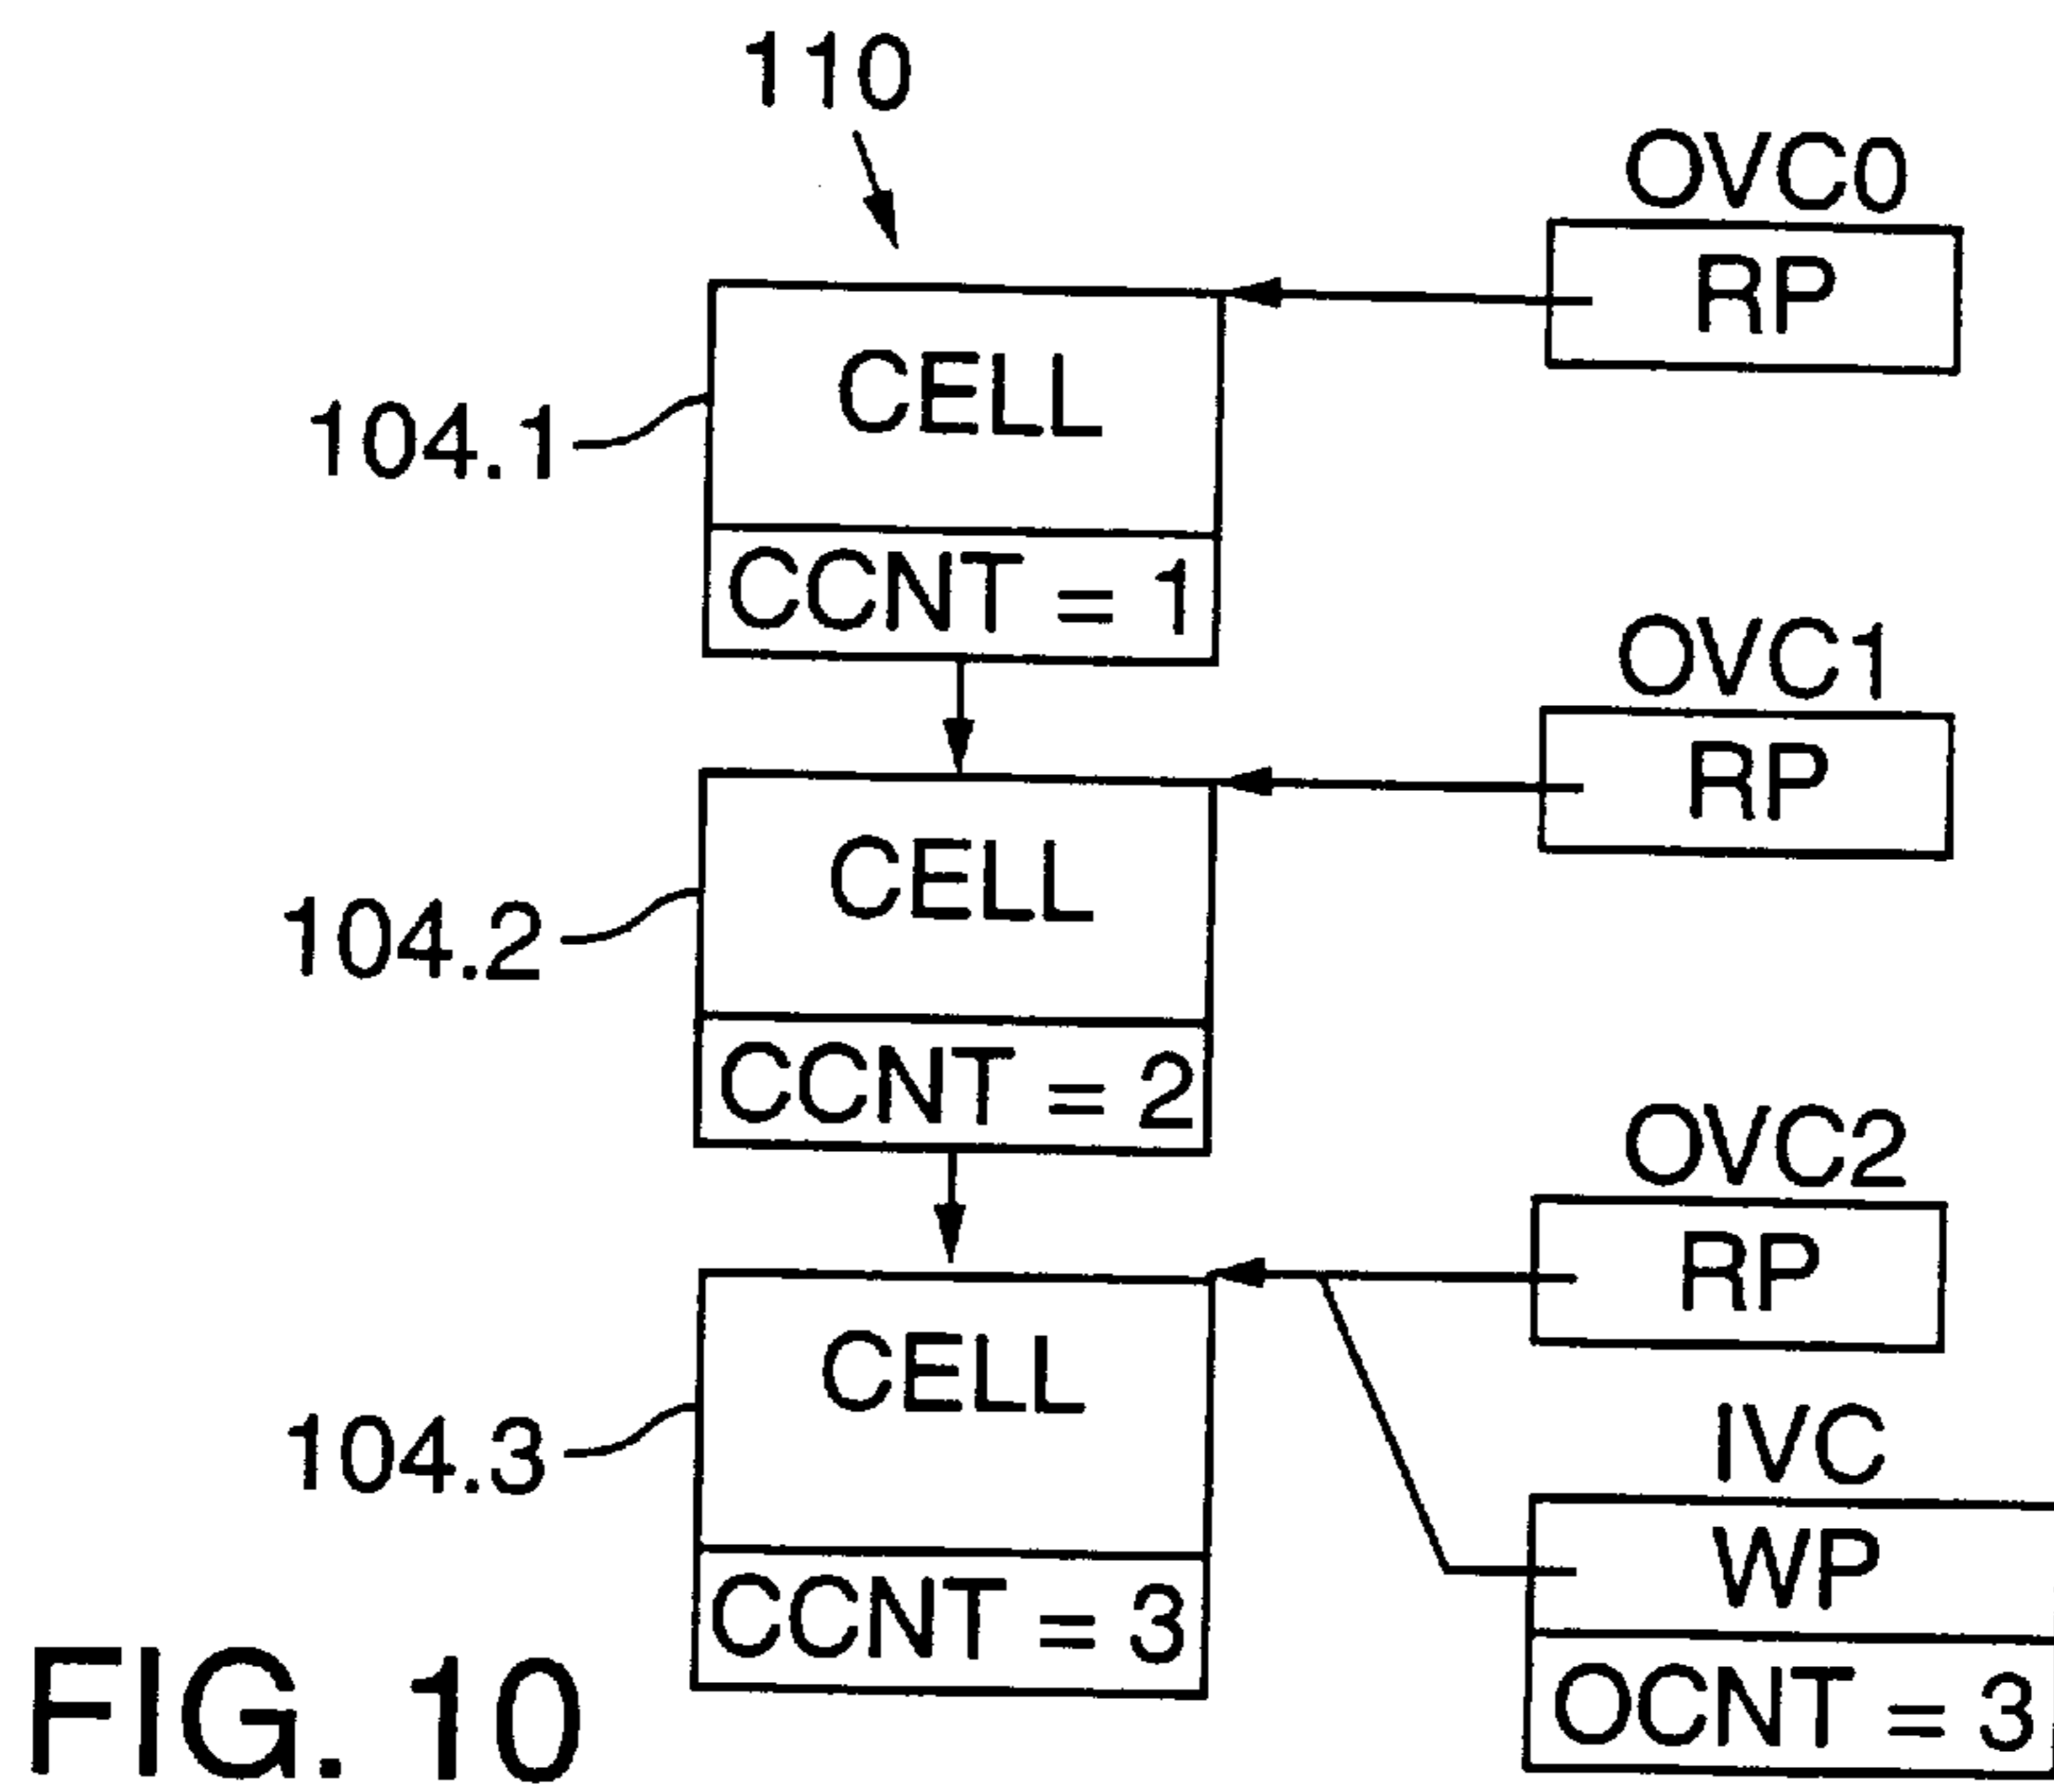 110
OVC0
RP
CELL
104.1
CCNT = 1
OVC1
RP
CELL
104.2
CCNT = 2
OVC2
RP
CELL
104.3
IVC
WP
CCNT = 3
OCNT = 3
FIG. 10